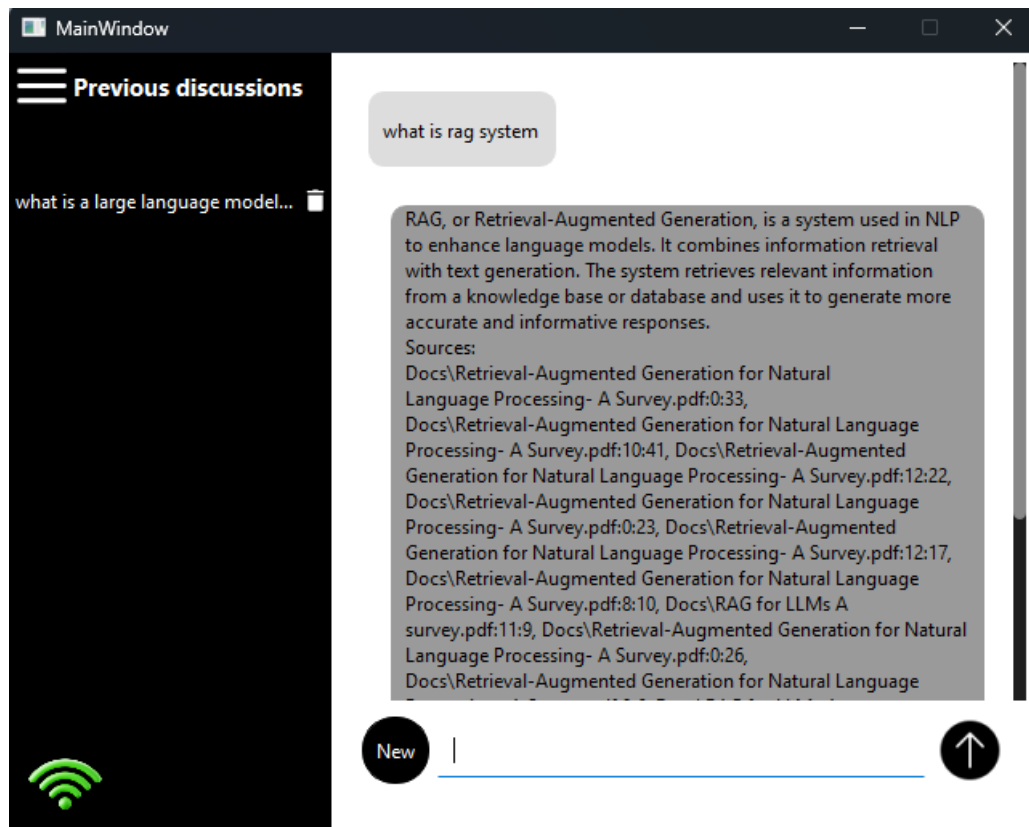 MainWindow
Previous discussions
what is a large language model...
what is rag system
RAG, or Retrieval-Augmented Generation, is a system used in NLP
to enhance language models. It combines information retrieval
with text generation. The system retrieves relevant information
from a knowledge base or database and uses it to generate more
accurate and informative responses.
Sources:
Docs\Retrieval-Augmented Generation for Natural
Language Processing- A Survey.pdf:0:33,
Docs\Retrieval-Augmented Generation for Natural Language
Processing- A Survey.pdf:10:41, Docs\Retrieval-Augmented
Generation for Natural Language Processing- A Survey.pdf:12:22,
Docs\Retrieval-Augmented Generation for Natural Language
Processing- A Survey.pdf:0:23, Docs\Retrieval-Augmented
Generation for Natural Language Processing- A Survey.pdf:12:17,
Docs\Retrieval-Augmented Generation for Natural Language
Processing- A Survey.pdf:8:10, Docs\RAG for LLMs A
survey.pdf:11:9, Docs\Retrieval-Augmented Generation for Natural
Language Processing- A Survey.pdf:0:26,
Docs\Retrieval-Augmented Generation for Natural Language
New